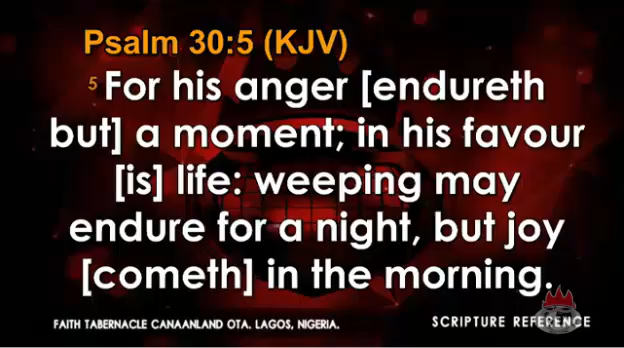 Psalm 30:5 (KJV)
5 For his anger [endureth
but] a moment; in his favour
[is] life: weeping may
endure for a night, but joy
[cometh] in the morning.
FAITH TABERNACLE CANAANLAND OTA. LAGOS, NIGERIA.
SCRIPTURE REFERENCE